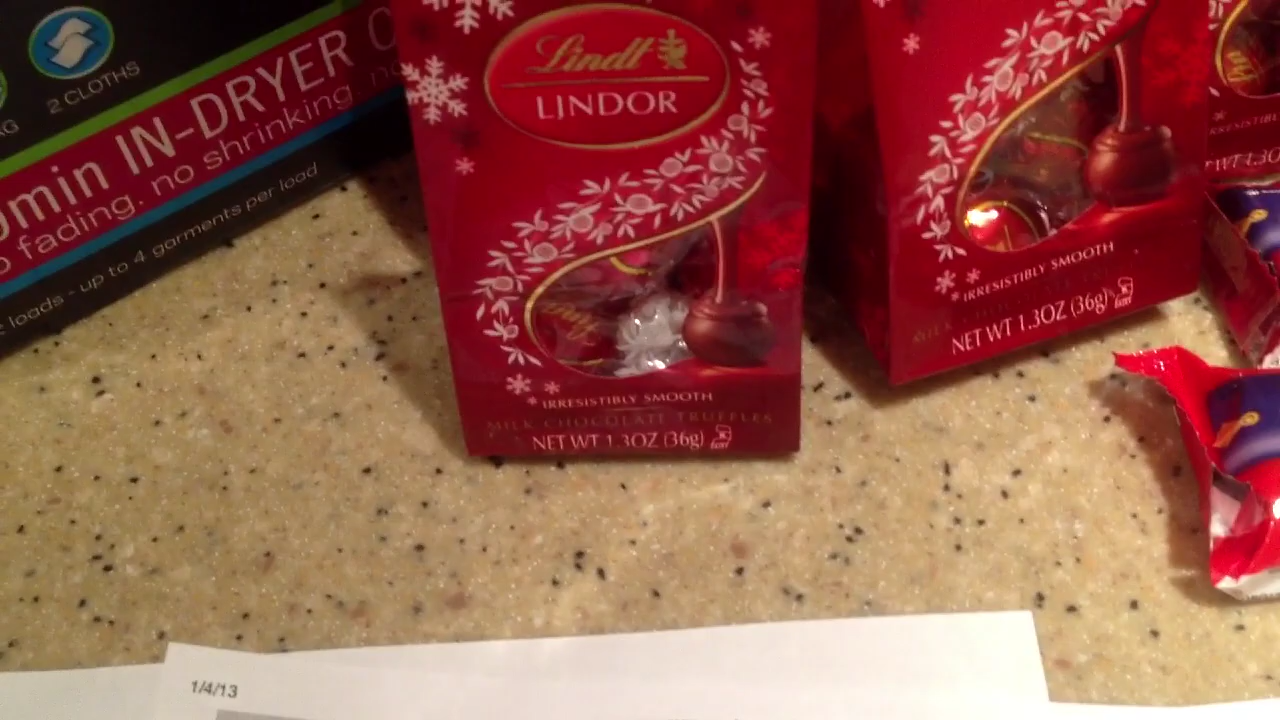 2 CLOTHS
min IN-DRYER
fading. no shrinking.
loads - up to 4 garments per load
Lindt
LINDOR
IRRESISTIBLY SMOOTH
MILK CHOCOLATE TRUFFLES
NET WT 1.3OZ (36g)
IRRESISTIBLY SMOOTH
MILK
NET WT 1.3OZ (36g)
1/4/13